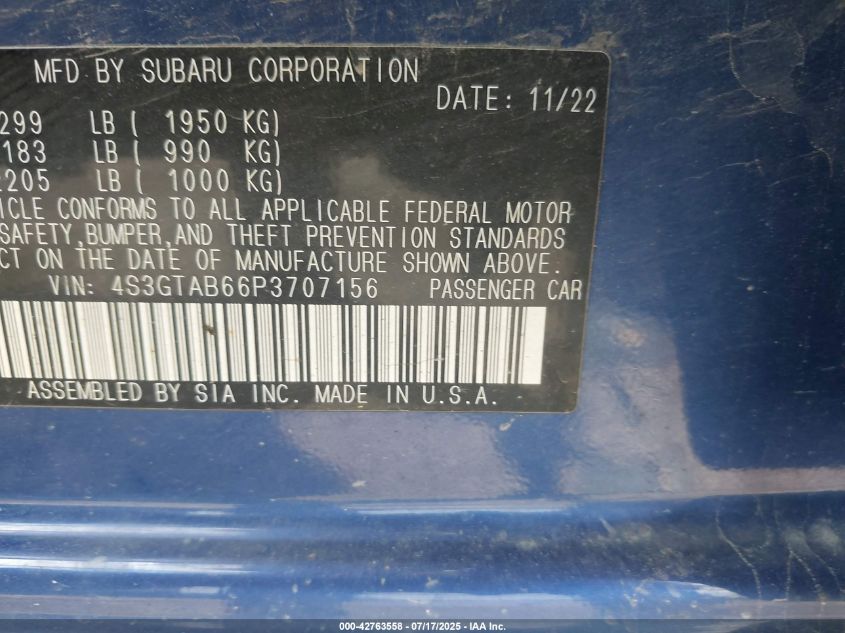 MFD BY SUBARU CORPORATION
DATE: 11/22
299 LB ( 1950 KG)
183 LB ( 990 KG)
2205 LB ( 1000 KG)
ICLE CONFORMS TO ALL APPLICABLE FEDERAL MOTOR
SAFETY,BUMPER,AND THEFT PREVENTION STANDARDS
CT ON THE DATE OF MANUFACTURE SHOWN ABOVE.
VIN: 4S3GTAB66P3707156 PASSENGER CAR
ASSEMBLED BY SIA INC. MADE IN U.S.A.
000-42763558 - 07/17/2025 - IAA Inc.